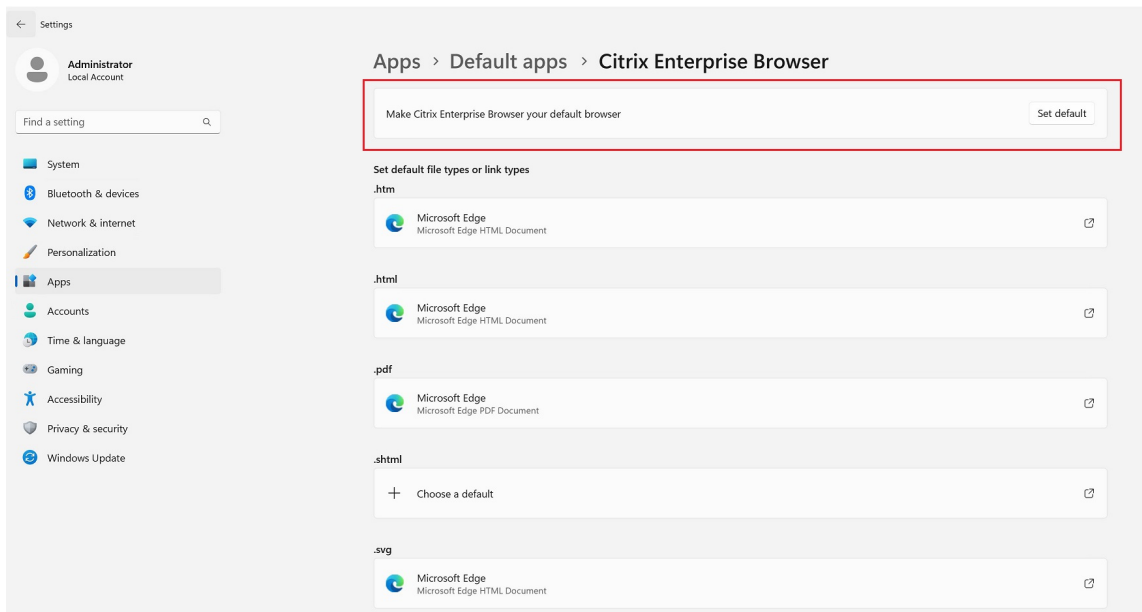 Settings
Administrator
Local Account
Find a setting
System
Bluetooth & devices
Network & internet
Personalization
Apps
Accounts
Time & language
Gaming
Accessibility
Privacy & security
Windows Update
Apps > Default apps > Citrix Enterprise Browser
Make Citrix Enterprise Browser your default browser
Set default
Set default file types or link types
.htm
Microsoft Edge
Microsoft Edge HTML Document
.html
Microsoft Edge
Microsoft Edge HTML Document
.pdf
Microsoft Edge
Microsoft Edge PDF Document
.shtml
Choose a default
.svg
Microsoft Edge
Microsoft Edge HTML Document